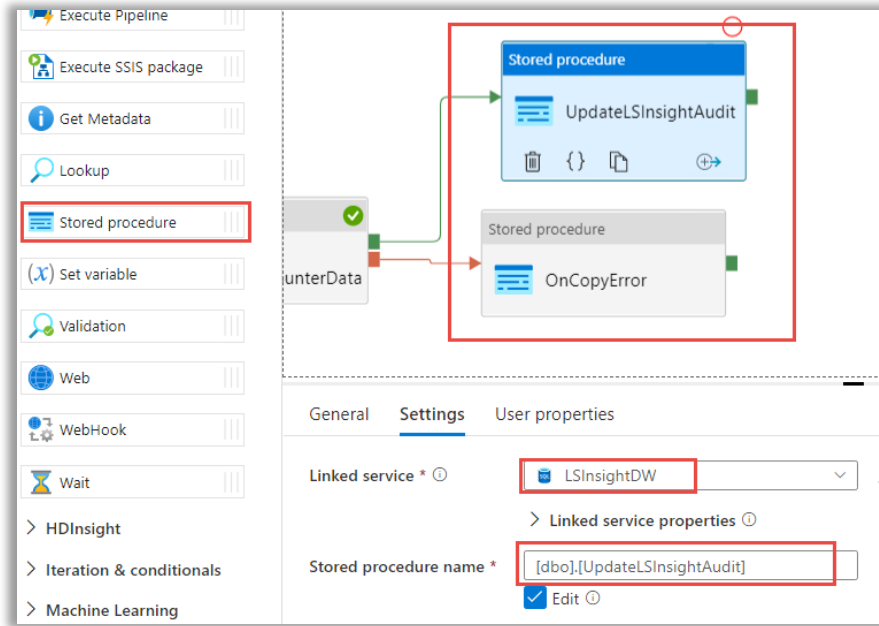 Execute Pipeline
Execute SSIS package
Get Metadata
Lookup
Stored procedure
(x) Set variable
Validation
Web
WebHook
Wait
> HDInsight
> Iteration & conditionals
> Machine Learning
Stored procedure
UpdateLSInsightAudit
{}
unterData
Stored procedure
OnCopyError
General Settings User properties
Linked service * LSInsightDW
> Linked service properties
Stored procedure name * [dbo].[UpdateLSInsightAudit]
Edit